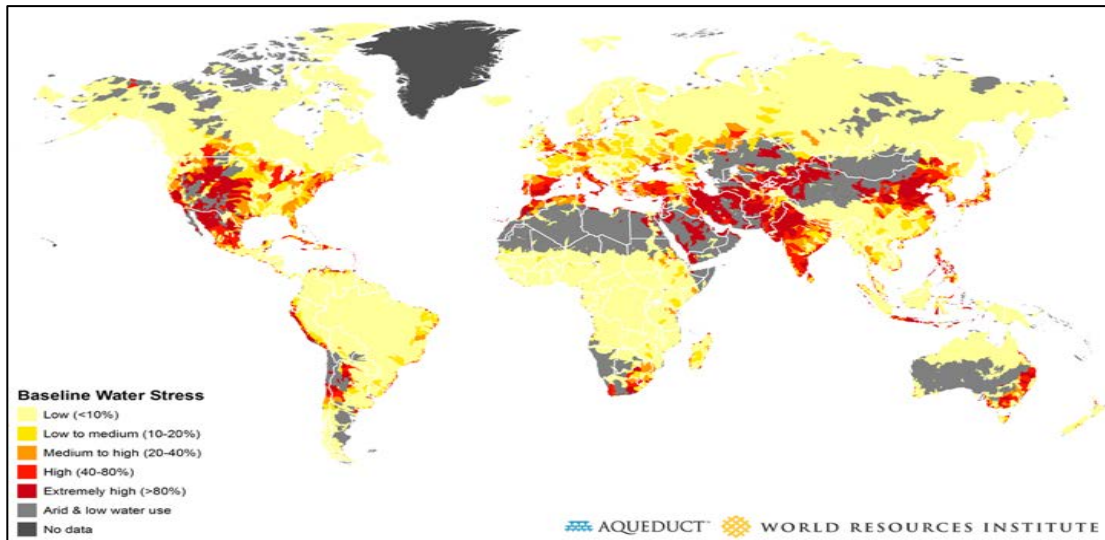 Baseline Water Stress
Low (<10%)
Low to medium (10-20%)
Medium to high (20-40%)
High (40-80%)
Extremely high (>80%)
Arid & low water use
No data
AQUEDUCT™ WORLD RESOURCES INSTITUTE